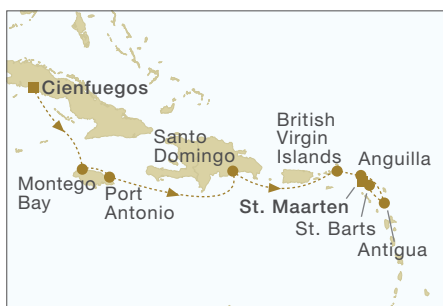 Cienfuegos
Montego
Bay
Port
Antonio
Santo
Domingo
British
Virgin
Islands
Anguilla
St. Maarten
St. Barts
Antigua